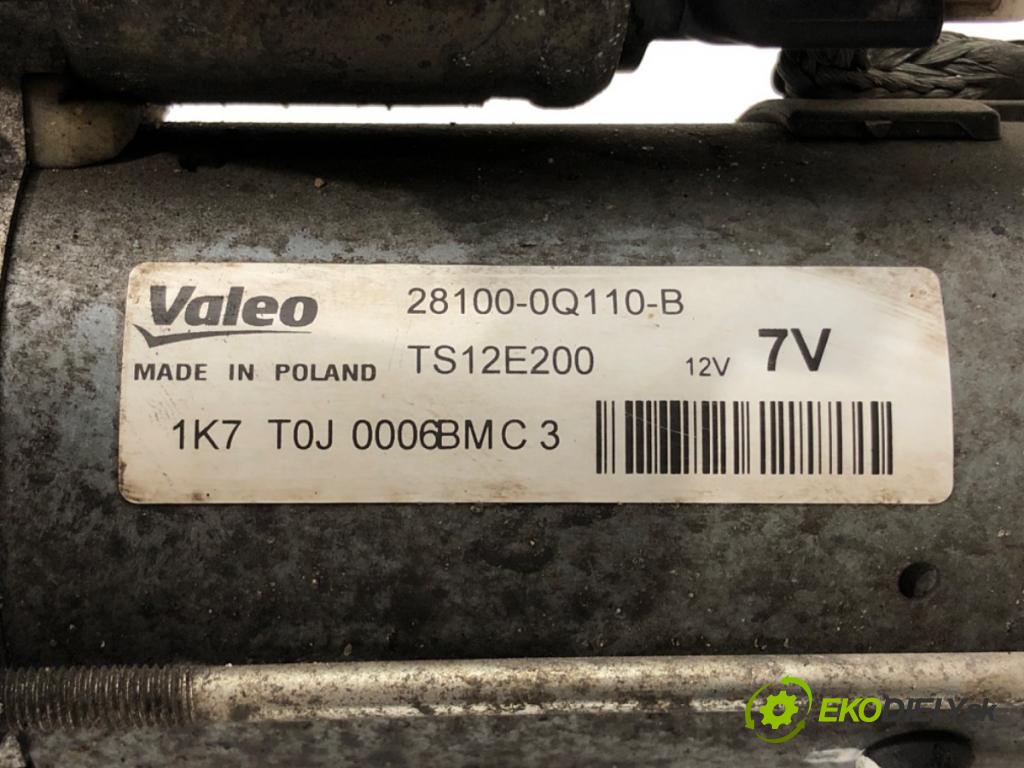 Valeo
28100-0Q110-B
MADE IN POLAND
TS12E200
12V
7V
1K7 T0J 0006BMC3
EKODIELY.sk